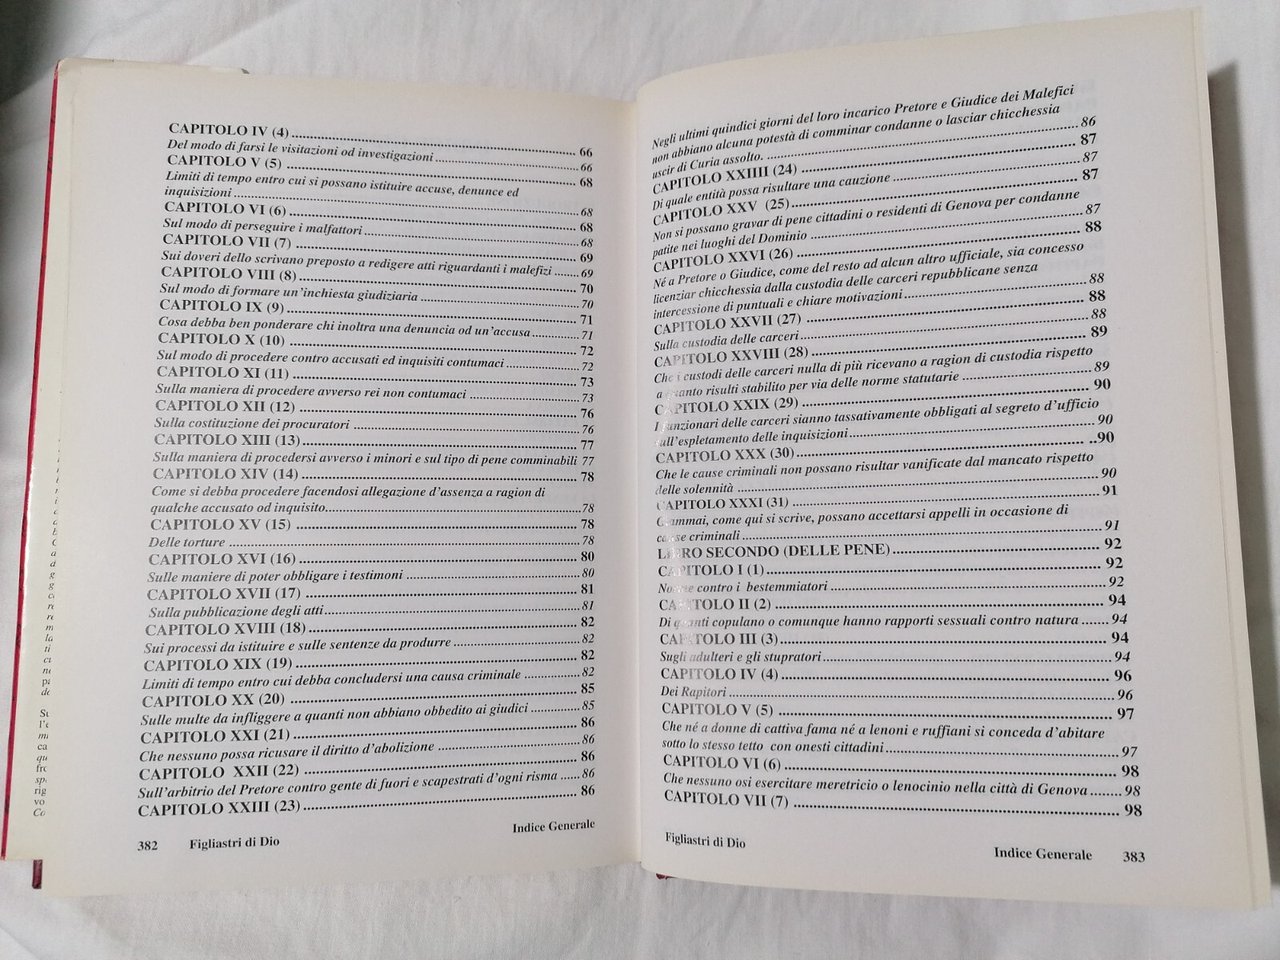 CAPITOLO IV (4)................................ 66
Del modo di farsi le visitazioni od investigazioni................................ 66
CAPITOLO V (5)................................ 68
Limiti di tempo entro cui si possano istituire accuse, denunce ed
inquisizioni................................ 68
CAPITOLO VI (6)................................ 68
Sul modo di perseguire i malfattori................................ 68
CAPITOLO VII (7)................................ 69
Sui doveri dello scrivano preposto a redigere atti riguardanti i malefizi..... 69
CAPITOLO VIII (8)................................ 70
Sul modo di formare un'inchiesta giudiziaria................................ 70
CAPITOLO IX (9)................................ 71
Cosa debba ben ponderare chi inoltra una denuncia od un'accusa........... 71
CAPITOLO X (10)................................ 72
Sul modo di procedere contro accusati ed inquisiti contumaci................ 72
CAPITOLO XI (11)................................ 73
Sulla maniera di procedere avverso rei non contumaci......................... 73
CAPITOLO XII (12)................................ 76
Sulla costituzione dei procuratori................................ 76
CAPITOLO XIII (13)................................ 77
Sulla maniera di procedersi avverso i minori e sul tipo di pene comminabili 77
CAPITOLO XIV (14)................................ 78
Come si debba procedere facendosi allegazione d'assenza a ragion di
qualche accusato od inquisito................................ 78
CAPITOLO XV (15)................................ 78
Delle torture................................ 78
CAPITOLO XVI (16)................................ 80
Sulle maniere di poter obbligare i testimoni................................ 80
CAPITOLO XVII (17)................................ 81
Sulla pubblicazione degli atti................................ 81
CAPITOLO XVIII (18)................................ 82
Sui processi da istituire e sulle sentenze da produrre......................... 82
CAPITOLO XIX (19)................................ 82
Limiti di tempo entro cui debba concludersi una causa criminale............. 82
CAPITOLO XX (20)................................ 85
Sulle multe da infliggere a quanti non abbiano obbedito ai giudici........... 85
CAPITOLO XXI (21)................................ 86
Che nessuno possa ricusare il diritto d'abolizione................................ 86
CAPITOLO XXII (22)................................ 86
Sull'arbitrio del Pretore contro gente di fuori e scapestrati d'ogni risma...... 86
CAPITOLO XXIII (23)................................ 86
382 Figliastri di Dio Indice Generale
Negli ultimi quindici giorni del loro incarico Pretore e Giudice dei Malefici
non abbiano alcuna potestà di comminar condanne o lasciar chicchessia
uscir di Curia assolto................................. 86
CAPITOLO XXIIII (24)................................ 87
Di quale entità possa risultare una cauzione................................ 87
CAPITOLO XXV (25)................................ 87
Non si possano gravar di pene cittadini o residenti di Genova per condanne
patite nei luoghi del Dominio................................ 87
CAPITOLO XXVI (26)................................ 88
Né a Pretore o Giudice, come del resto ad alcun altro ufficiale, sia concesso
licenziar chicchessia dalla custodia delle carceri repubblicane senza
intercessione di puntuali e chiare motivazioni................................ 88
CAPITOLO XXVII (27)................................ 88
Sulla custodia delle carceri................................ 88
CAPITOLO XXVIII (28)................................ 89
Che i custodi delle carceri nulla di più ricevano a ragion di custodia rispetto
a quanto risulti stabilito per via delle norme statutarie......................... 89
CAPITOLO XXIX (29)................................ 90
I funzionari delle carceri sianno tassativamente obbligati al segreto d'ufficio
sull'espletamento delle inquisizioni................................ 90
CAPITOLO XXX (30)................................ ..90
Che le cause criminali non possano risultar vanificate dal mancato rispetto
delle solennità................................ 90
CAPITOLO XXXI (31)................................ 91
Giammai, come qui si scrive, possano accettarsi appelli in occasione di
cause criminali................................ 91
LIBRO SECONDO (DELLE PENE)................................ 92
CAPITOLO I (1)................................ 92
Norme contro i bestemmiatori................................ 92
CAPITOLO II (2)................................ 94
Di quanti copulano o comunque hanno rapporti sessuali contro natura....... 94
CAPITOLO III (3)................................ 94
Sugli adulteri e gli stupratori................................ 94
CAPITOLO IV (4)................................ 96
Dei Rapitori................................ 96
CAPITOLO V (5)................................ 97
Che né a donne di cattiva fama né a lenoni e ruffiani si conceda d'abitare
sotto lo stesso tetto con onesti cittadini................................ 97
CAPITOLO VI (6)................................ 98
Che nessuno osi esercitare meretricio o lenocinio nella città di Genova....... 98
CAPITOLO VII (7)................................ 98
Figliastri di Dio Indice Generale 383